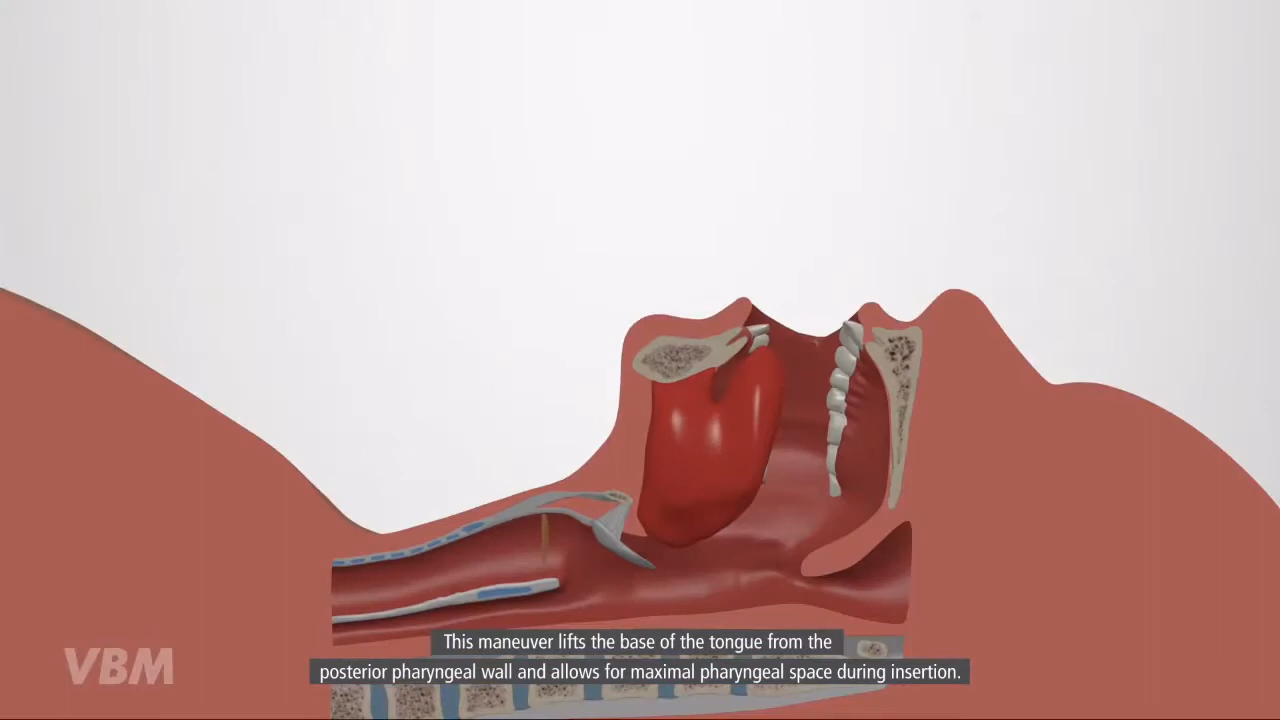 This maneuver lifts the base of the tongue from the
posterior pharyngeal wall and allows for maximal pharyngeal space during insertion.
VBM